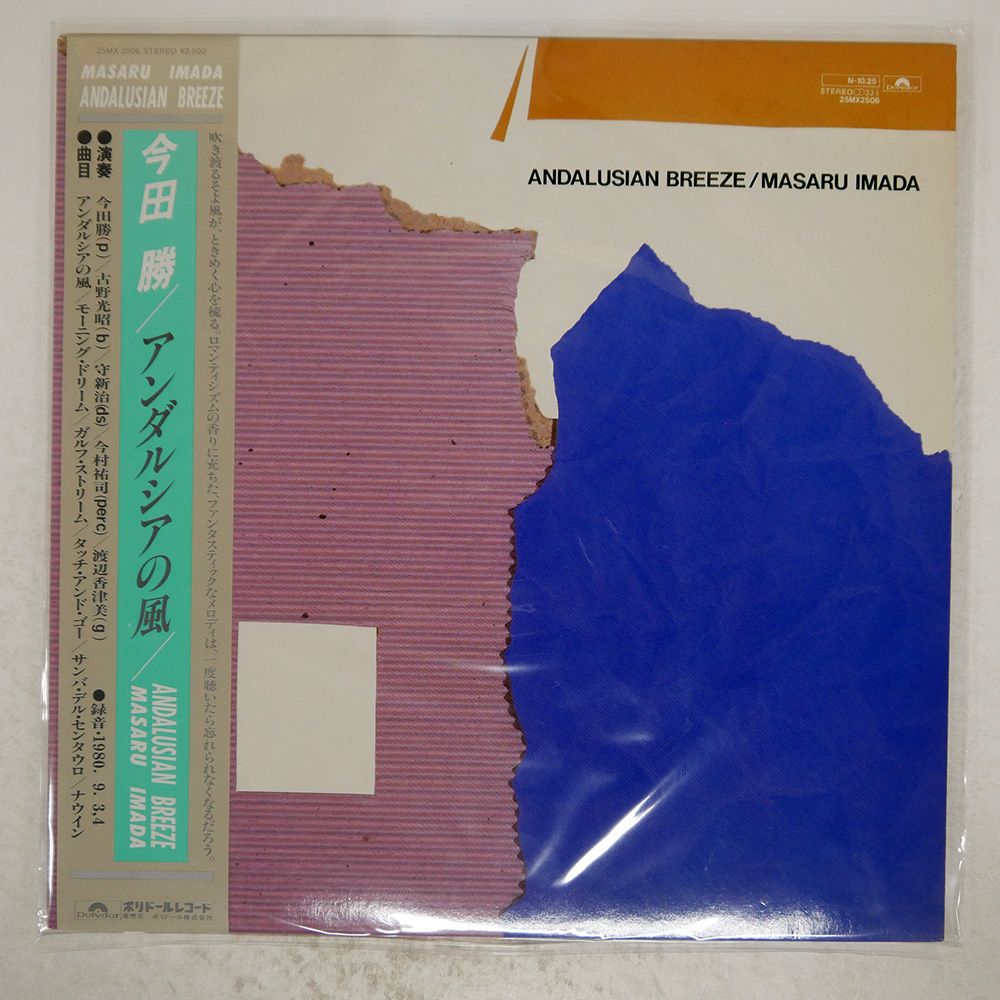 25MX 2506 STEREO ¥2,500
MASARU IMADA
ANDALUSIAN BREEZE
吹き渡るそよ風が、ときめく心を梳る。ロマンティシズムの香りに充ちた、ファンタスティックなメロディは、一度聴いたら忘れられなくなるだろう。
今田 勝/アンダルシアの風/
ANDALUSIAN BREEZE
MASARU IMADA
●演奏 今田勝(p)/古野光昭(b)/守新治(ds)/今村祐司(perc)/渡辺香津美(g) ●録音・1980. 9. 3,4
●曲目 アンダルシアの風/モーニング・ドリーム/ガルフ・ストリーム/タッチ・アンド・ゴー/サンバ・デル・センタウロ/ナウイン
Polydor
ポリドールレコード
発売元 ポリドール株式会社
N-10.25
STEREO 33⅓
25MX2506
Polydor
ANDALUSIAN BREEZE/MASARU IMADA